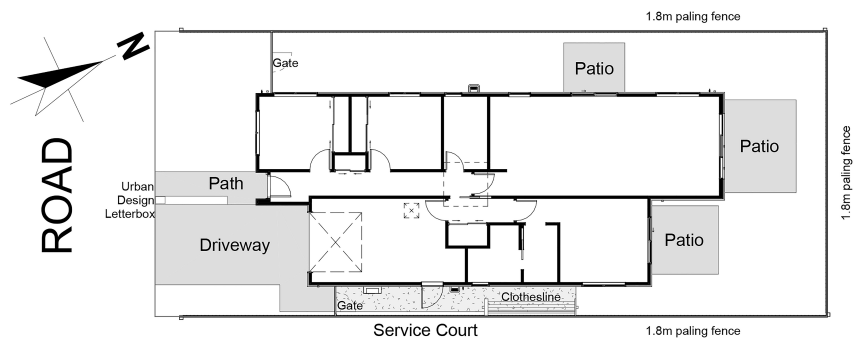 1.8m paling fence
N
Gate
Patio
Patio
ROAD
Path
Urban
Design
Letterbox
Driveway
Patio
1.8m paling fence
Gate
Clothesline
Service Court
1.8m paling fence